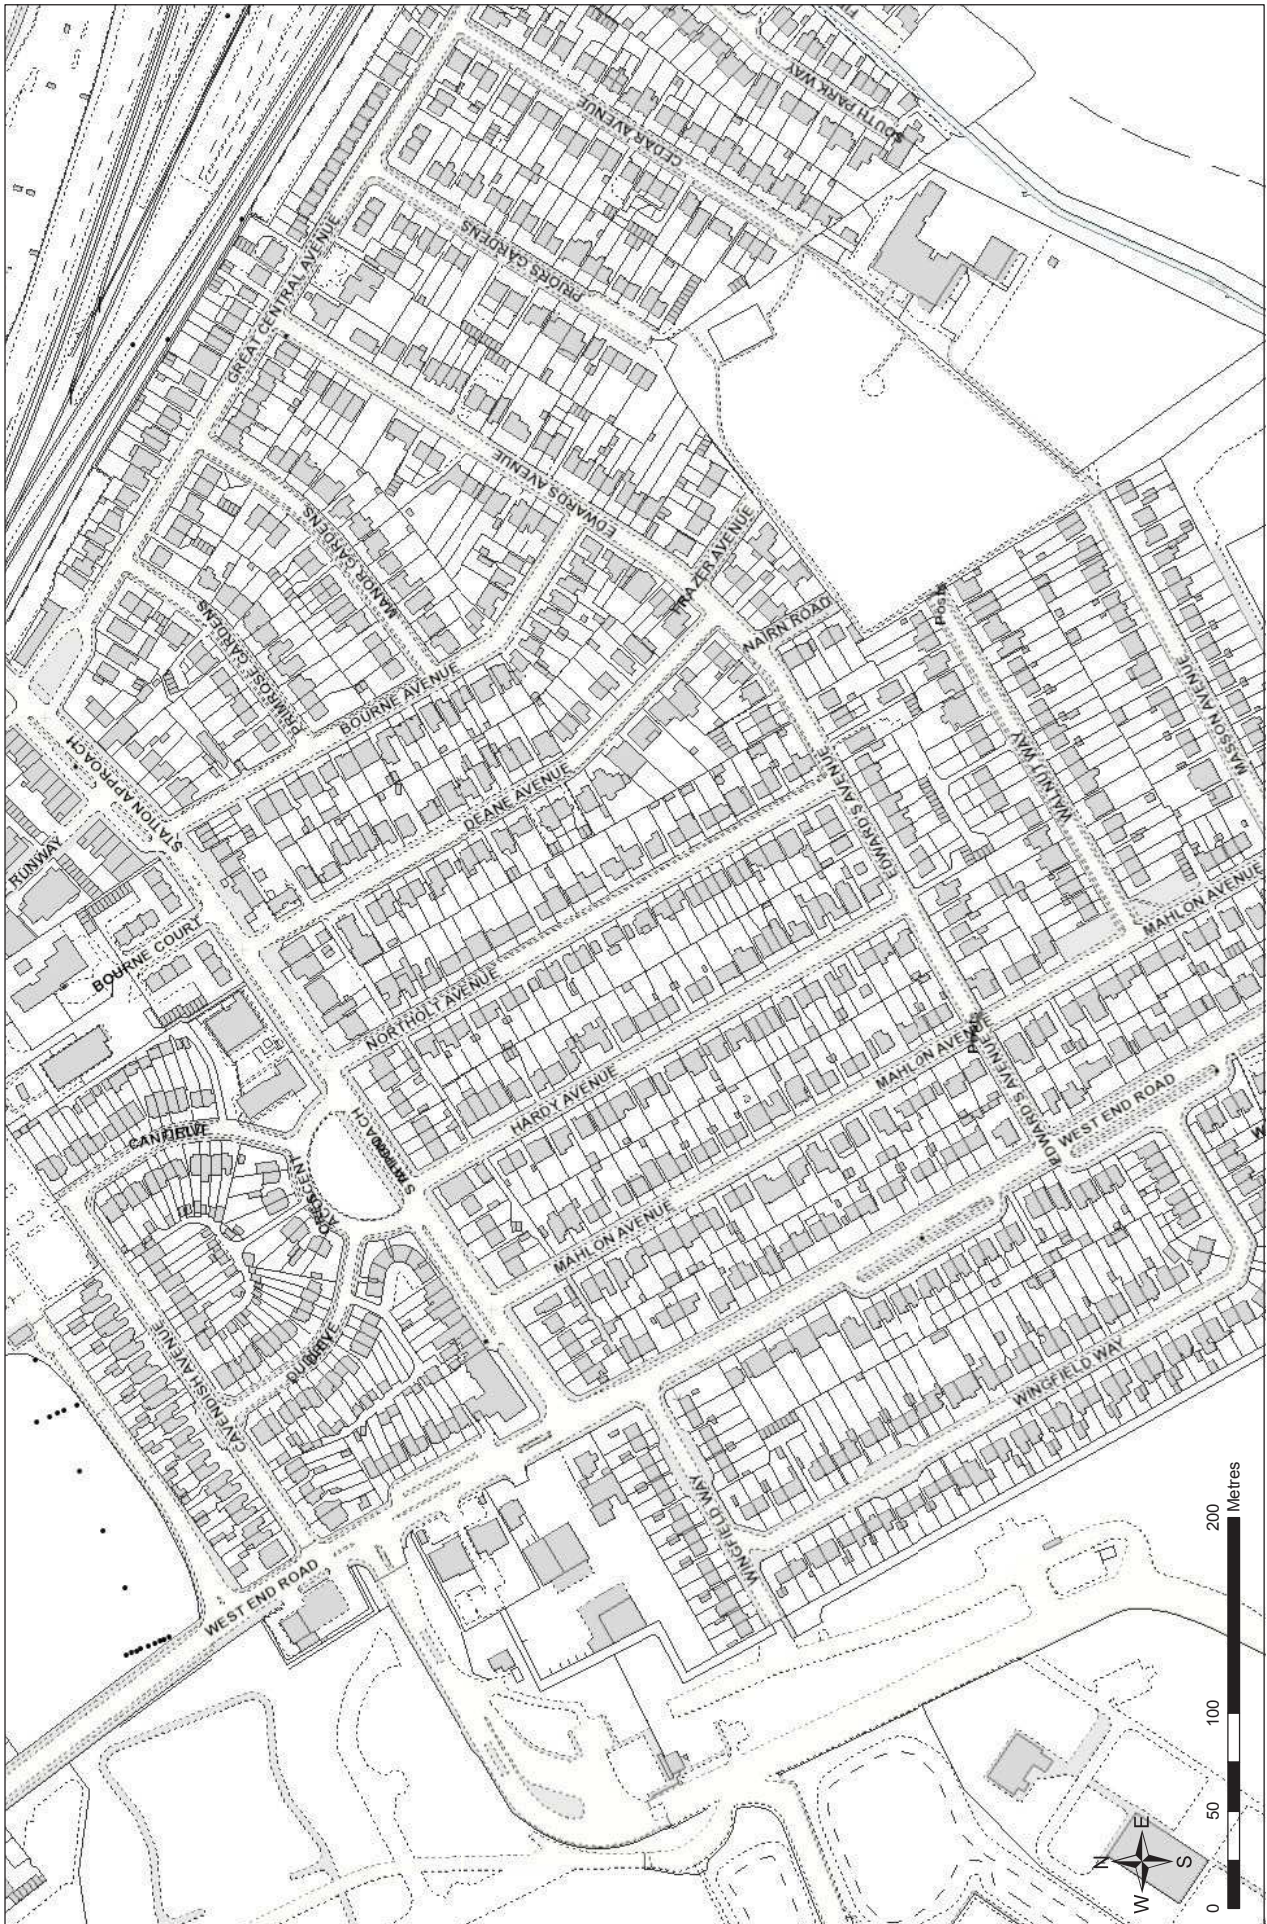 SOUTH PARK WAY
CEDAR AVENUE
PRIORS GARDENS
GREAT CENTRAL AVENUE
EDWARDS AVENUE
MANOR GARDENS
PRIMROSE GARDENS
BOURNE AVENUE
NAIRN ROAD
Posts
STATION APPROACH
RUNWAY
DEANE AVENUE
EDWARDS AVENUE
WALNUT WAY
MASSON AVENUE
BOURNE COURT
NORTHOLT AVENUE
MAHLON AVENUE
HARDY AVENUE
MAHLON AVENUE
EDWARDS AVENUE
WEST END ROAD
MAHLON AVENUE
CAVENDISH AVENUE
WINGFIELD WAY
WINGFIELD WAY
WEST END ROAD
N
W E
S
0 50 100 200
Metres